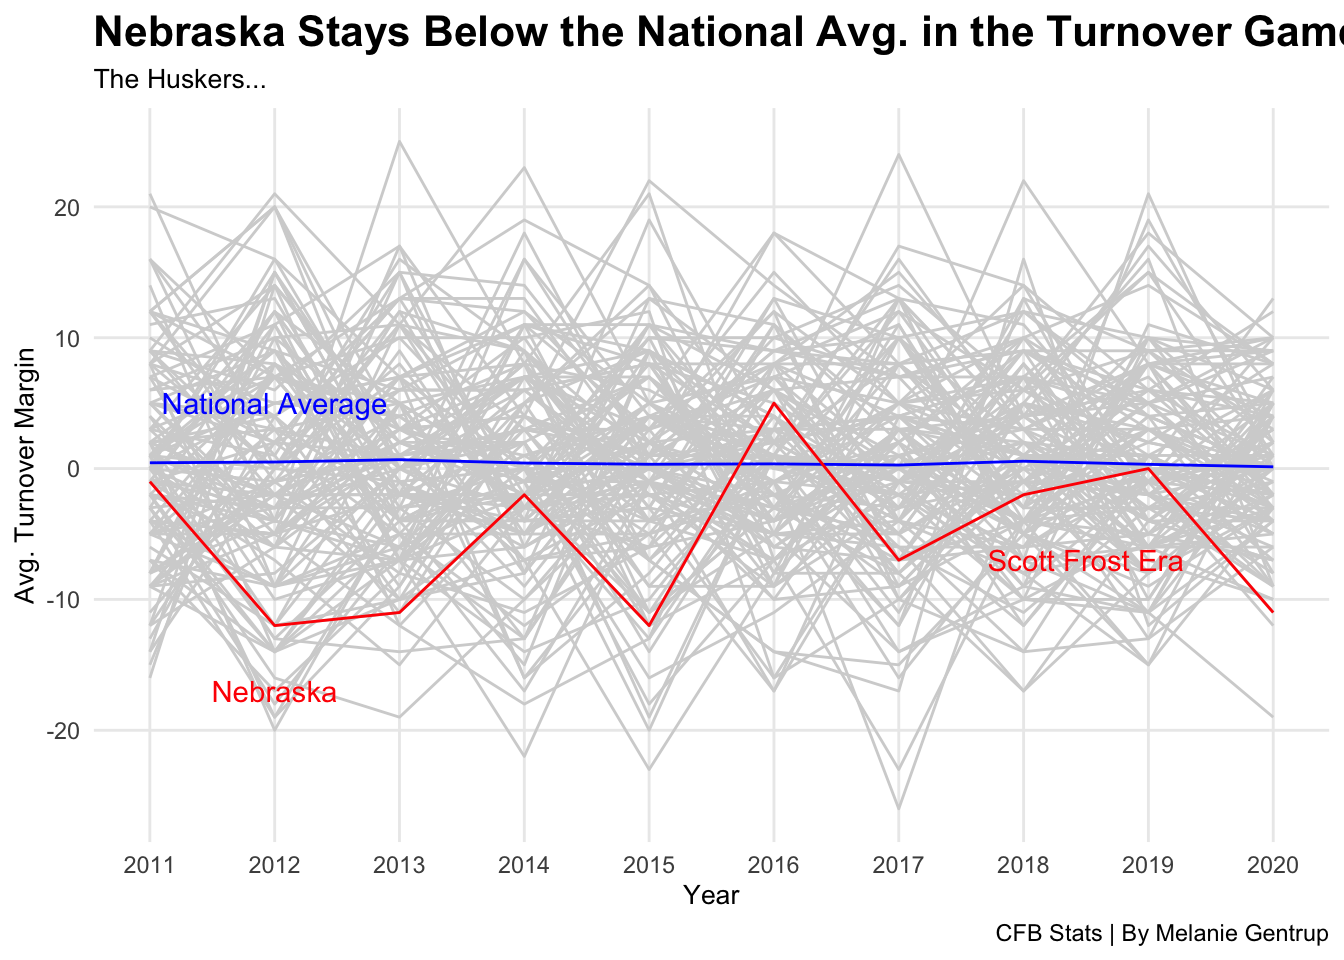 Nebraska Stays Below the National Avg. in the Turnover Game
The Huskers...
Avg. Turnover Margin
20
10
0
-10
-20
National Average
Scott Frost Era
Nebraska
2011 2012 2013 2014 2015 2016 2017 2018 2019 2020
Year
CFB Stats | By Melanie Gentrup